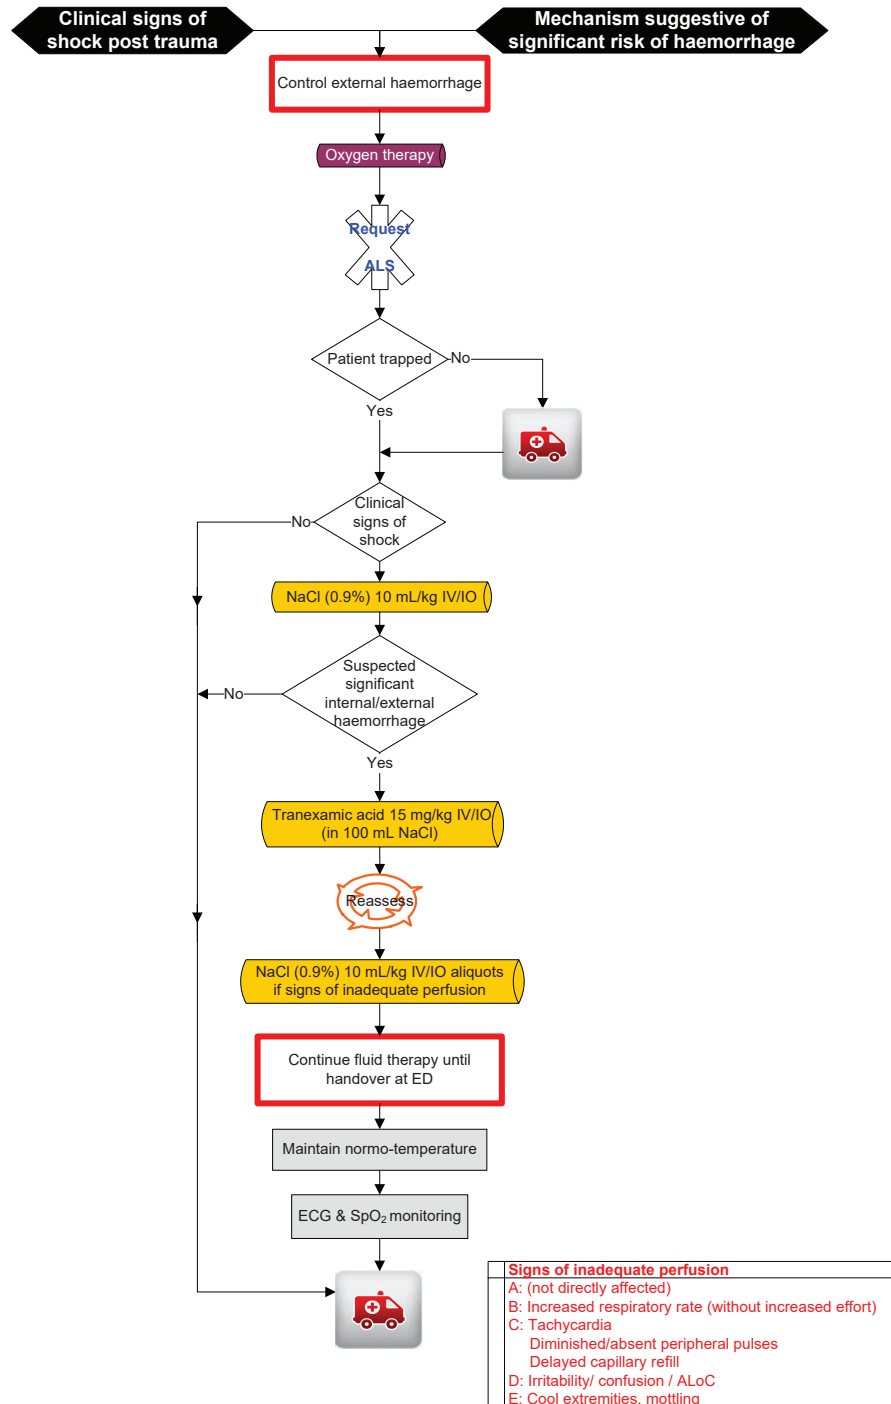 Clinical signs of
shock post trauma
Mechanism suggestive of
significant risk of haemorrhage
Control external haemorrhage
Oxygen therapy
Request
ALS
Patient trapped
No
Yes
Clinical
signs of
shock
No
NaCl (0.9%) 10 mL/kg IV/IO
Suspected
significant
internal/external
haemorrhage
No
Yes
Tranexamic acid 15 mg/kg IV/IO
(in 100 mL NaCl)
Reassess
NaCl (0.9%) 10 mL/kg IV/IO aliquots
if signs of inadequate perfusion
Continue fluid therapy until
handover at ED
Maintain normo-temperature
ECG & SpO₂ monitoring
Signs of inadequate perfusion
A: (not directly affected)
B: Increased respiratory rate (without increased effort)
C: Tachycardia
Diminished/absent peripheral pulses
Delayed capillary refill
D: Irritability/ confusion / ALoC
E: Cool extremities, mottling